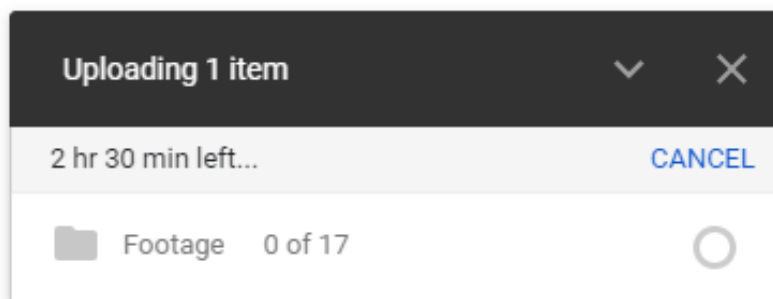 Uploading 1 item
2 hr 30 min left...
CANCEL
Footage 0 of 17